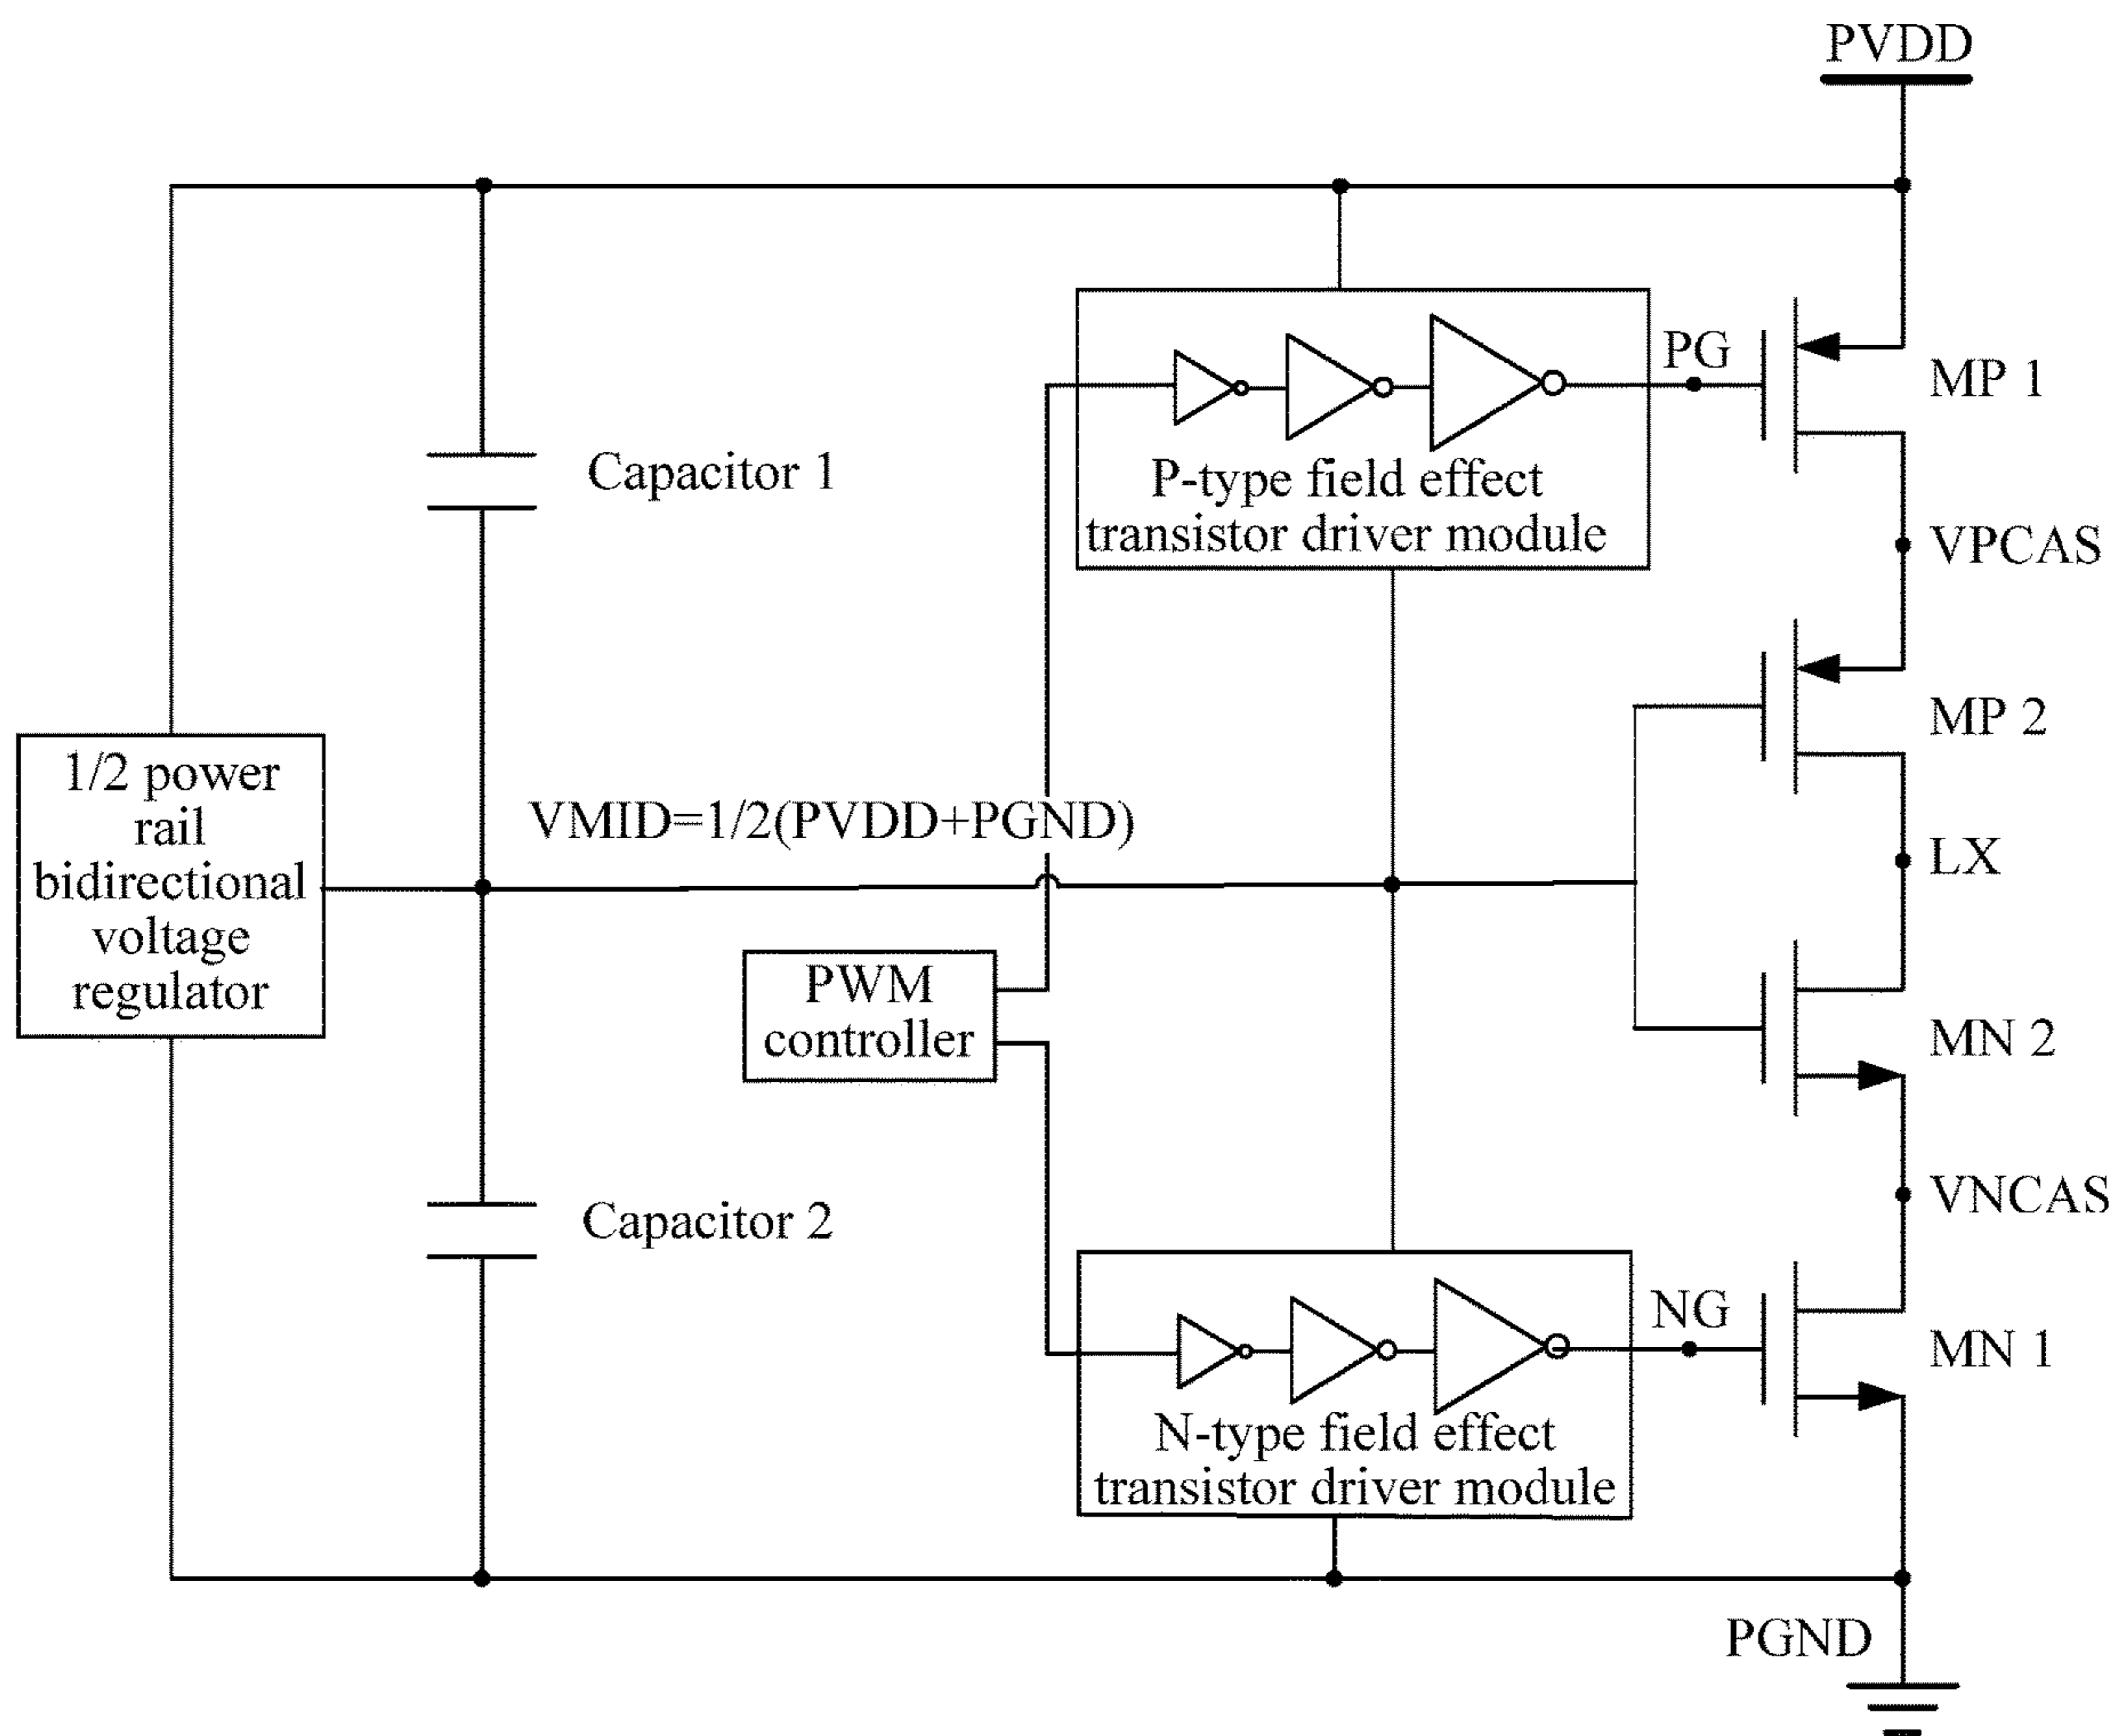 PVDD
PG
MP 1
Capacitor 1
P-type field effect
transistor driver module
VPCAS
MP 2
1/2 power
rail
bidirectional
voltage
regulator
VMID=1/2(PVDD+PGND)
LX
PWM
controller
MN 2
VNCAS
Capacitor 2
NG
MN 1
N-type field effect
transistor driver module
PGND